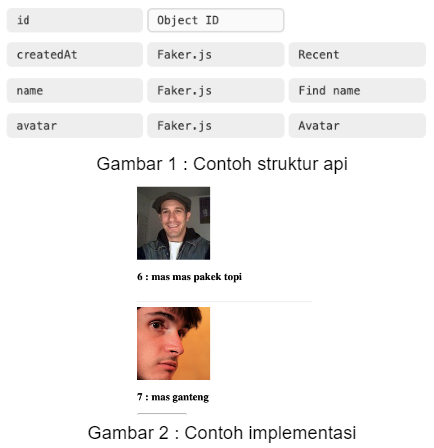 id Object ID
createdAt Faker.js Recent
name Faker.js Find name
avatar Faker.js Avatar
Gambar 1 : Contoh struktur api
6 : mas mas pakek topi
7 : mas ganteng
Gambar 2 : Contoh implementasi